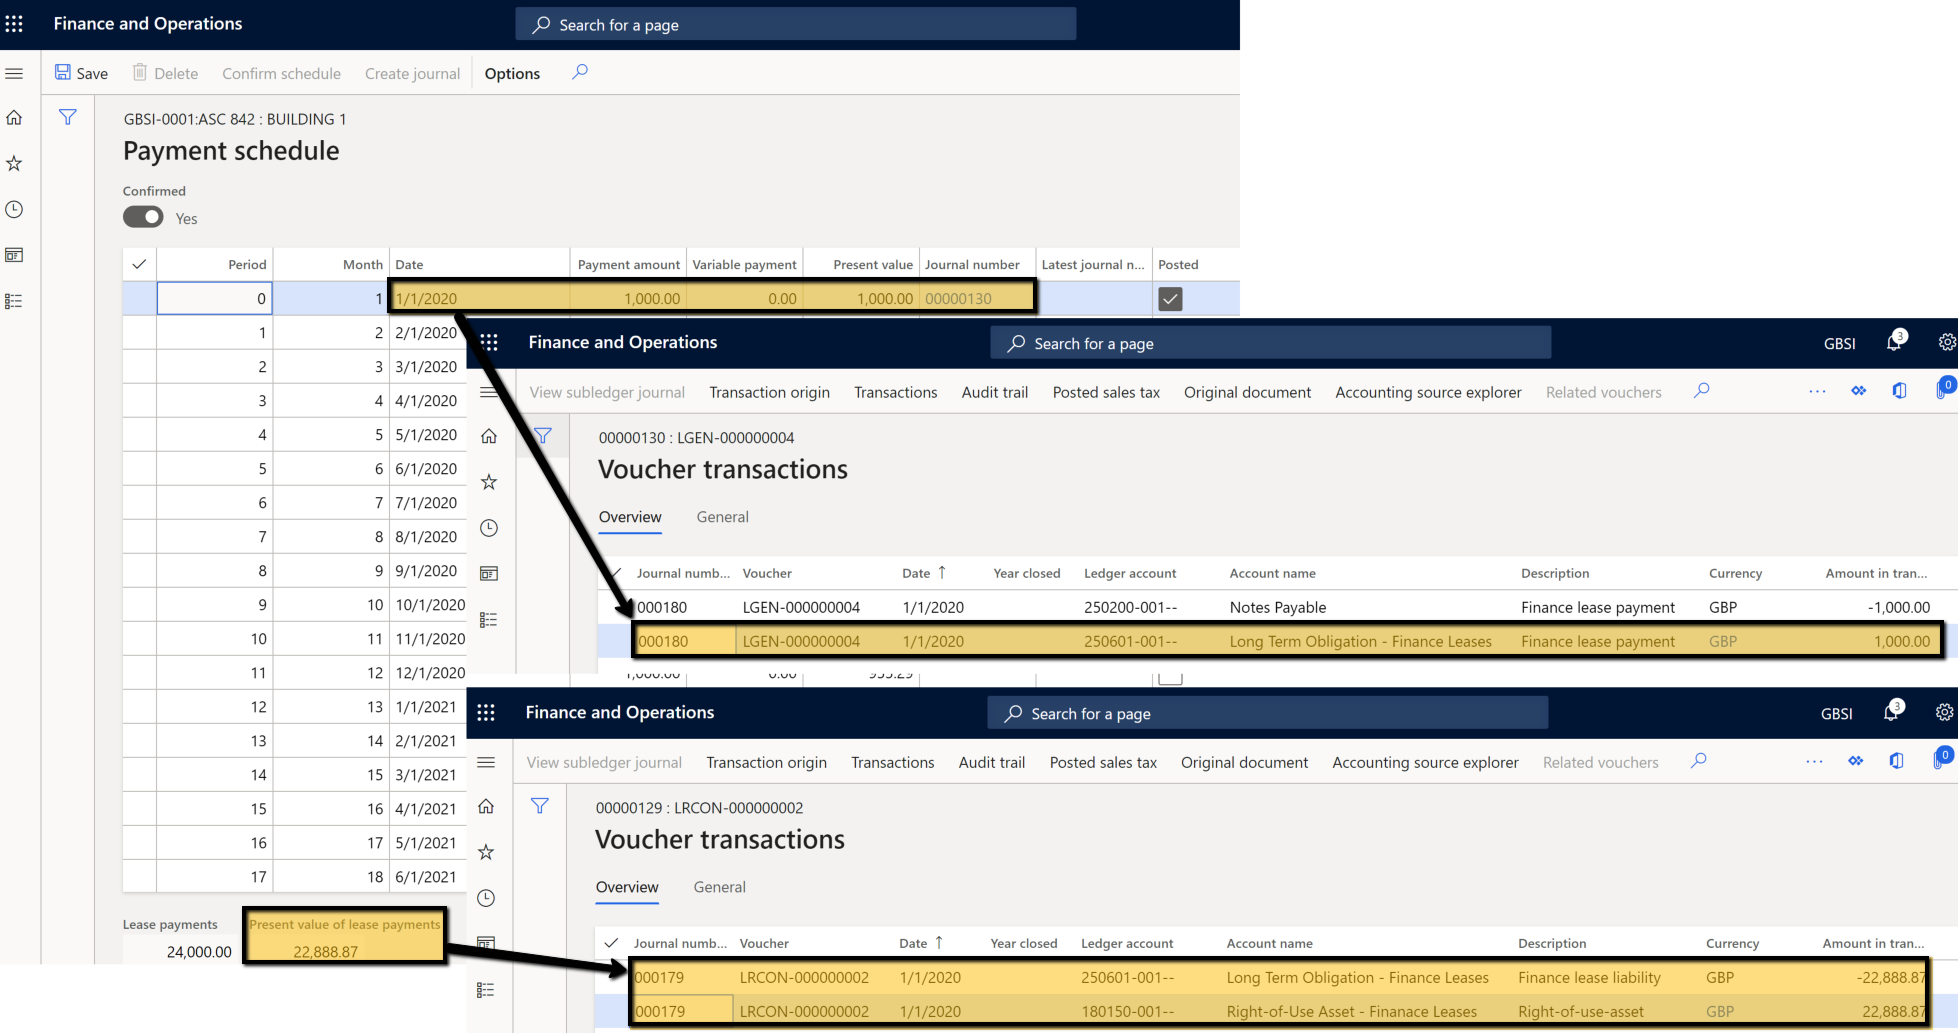 Finance and Operations
Search for a page
Save Delete Confirm schedule Create journal Options
GBSI-0001:ASC 842 : BUILDING 1
Payment schedule
Confirmed
Yes
Period Month Date Payment amount Variable payment Present value Journal number Latest journal n... Posted
0 1 1/1/2020 1,000.00 0.00 1,000.00 00000130
1 2 2/1/2020
2 3 3/1/2020
3 4 4/1/2020
4 5 5/1/2020
5 6 6/1/2020
6 7 7/1/2020
7 8 8/1/2020
8 9 9/1/2020
9 10 10/1/2020
10 11 11/1/2020
11 12 12/1/2020
12 13 1/1/2021
13 14 2/1/2021
14 15 3/1/2021
15 16 4/1/2021
16 17 5/1/2021
17 18 6/1/2021
Lease payments Present value of lease payments
24,000.00 22,888.87
Finance and Operations
Search for a page
GBSI 3
View subledger journal Transaction origin Transactions Audit trail Posted sales tax Original document Accounting source explorer Related vouchers ... 0
00000130 : LGEN-000000004
Voucher transactions
Overview General
Journal numb... Voucher Date ↑ Year closed Ledger account Account name Description Currency Amount in tran...
000180 LGEN-000000004 1/1/2020 250200-001-- Notes Payable Finance lease payment GBP -1,000.00
000180 LGEN-000000004 1/1/2020 250601-001-- Long Term Obligation - Finance Leases Finance lease payment GBP 1,000.00
1,000.00 0.00 955.29
Finance and Operations
Search for a page
GBSI 3
View subledger journal Transaction origin Transactions Audit trail Posted sales tax Original document Accounting source explorer Related vouchers ... 0
00000129 : LRCON-000000002
Voucher transactions
Overview General
Journal numb... Voucher Date ↑ Year closed Ledger account Account name Description Currency Amount in tran...
000179 LRCON-000000002 1/1/2020 250601-001-- Long Term Obligation - Finance Leases Finance lease liability GBP -22,888.87
000179 LRCON-000000002 1/1/2020 180150-001-- Right-of-Use Asset - Finanace Leases Right-of-use-asset GBP 22,888.87